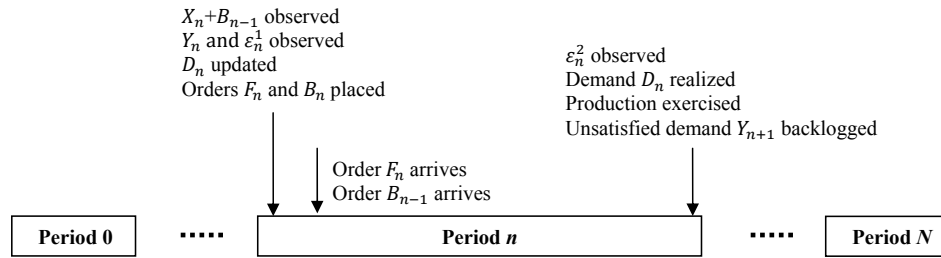 $X_n + B_{n-1}$ observed
$Y_n$ and $\varepsilon_n^1$ observed
$D_n$ updated
Orders $F_n$ and $B_n$ placed
$\varepsilon_n^2$ observed
Demand $D_n$ realized
Production exercised
Unsatisfied demand $Y_{n+1}$ backlogged
Order $F_n$ arrives
Order $B_{n-1}$ arrives
Period 0 ...... Period n ...... Period N